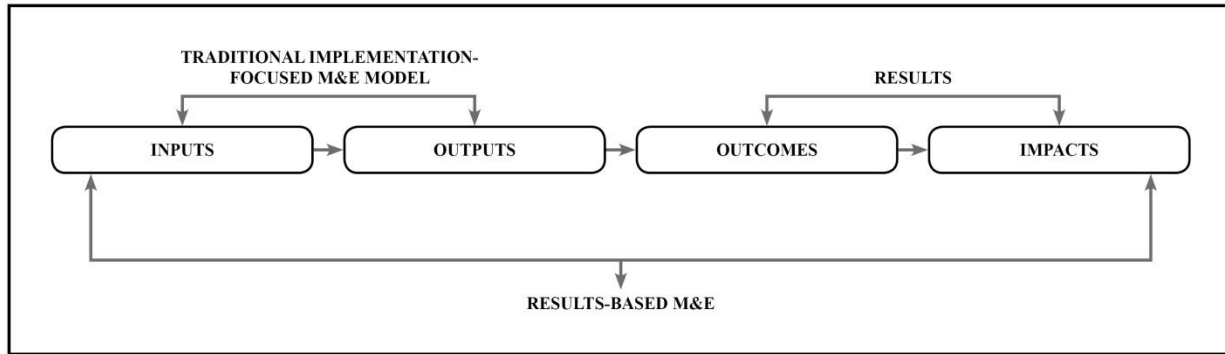 TRADITIONAL IMPLEMENTATION-
FOCUSED M&E MODEL
RESULTS
INPUTS
OUTPUTS
OUTCOMES
IMPACTS
RESULTS-BASED M&E